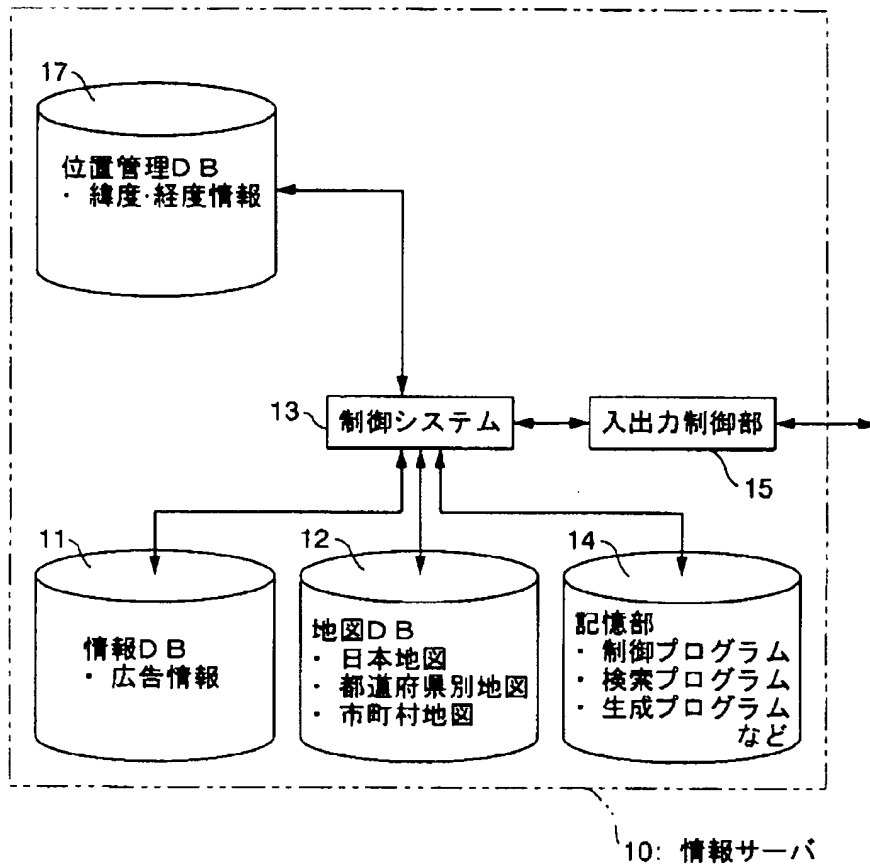 17
位置管理DB
・ 緯度・経度情報
13
制御システム
入出力制御部
15
11
情報DB
・ 広告情報
12
地図DB
・ 日本地図
・ 都道府県別地図
・ 市町村地図
14
記憶部
・ 制御プログラム
・ 検索プログラム
・ 生成プログラム
など
10: 情報サーバ